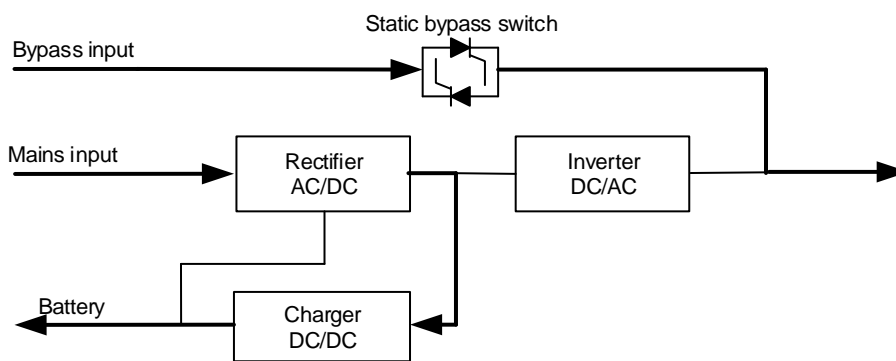 Static bypass switch
Bypass input
Mains input
Rectifier
AC/DC
Inverter
DC/AC
Battery
Charger
DC/DC